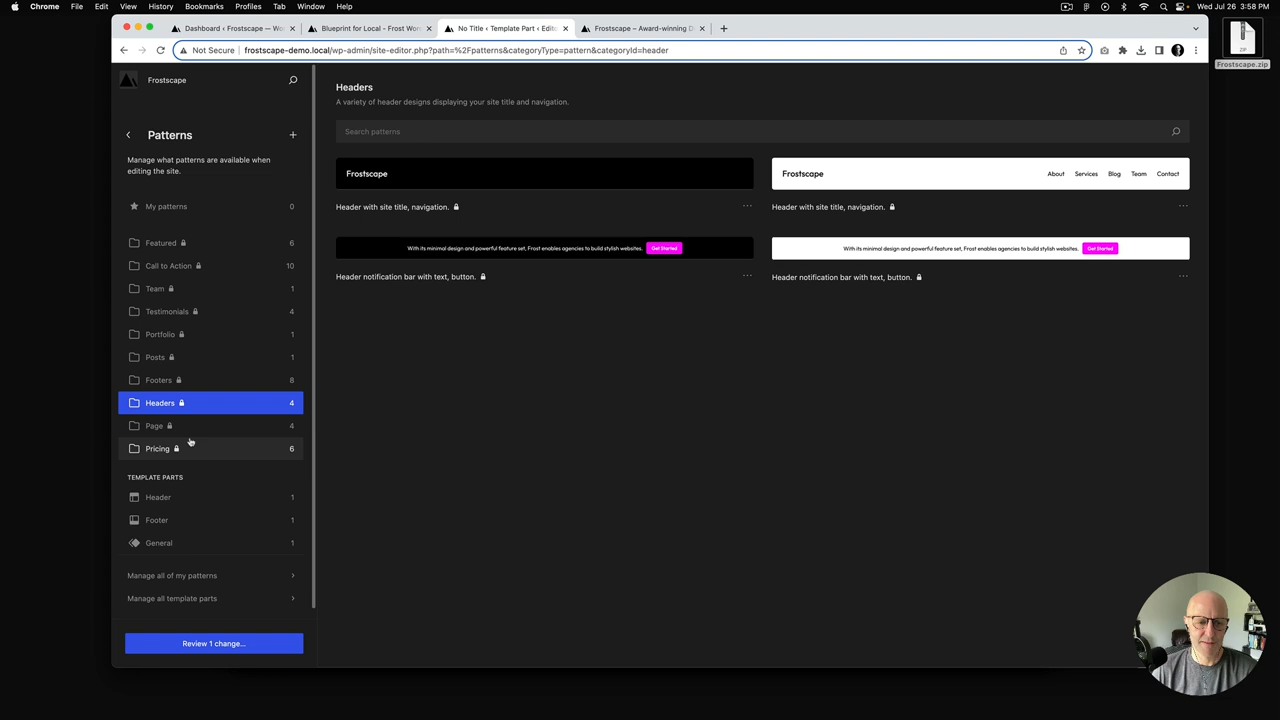 Chrome File Edit View History Bookmarks Profiles Tab Window Help
Wed Jul 26 3:58 PM
Dashboard ‹ Frostscape — Wo
Blueprint for Local – Frost Wor
No Title ‹ Template Part ‹ Edit
Frostscape – Award-winning D
Not Secure
frostscape-demo.local/wp-admin/site-editor.php?path=%2Fpatterns&categoryType=pattern&categoryId=header
ZIP
Frostscape.zip
Frostscape
Patterns
Manage what patterns are available when
editing the site.
My patterns 0
Featured 6
Call to Action 10
Team 1
Testimonials 4
Portfolio 1
Posts 1
Footers 8
Headers 4
Page 4
Pricing 6
TEMPLATE PARTS
Header 1
Footer 1
General 1
Manage all of my patterns
Manage all template parts
Review 1 change...
Headers
A variety of header designs displaying your site title and navigation.
Search patterns
Frostscape
Header with site title, navigation.
Frostscape About Services Blog Team Contact
Header with site title, navigation.
With its minimal design and powerful feature set, Frost enables agencies to build stylish websites. Get Started
Header notification bar with text, button.
With its minimal design and powerful feature set, Frost enables agencies to build stylish websites. Get Started
Header notification bar with text, button.